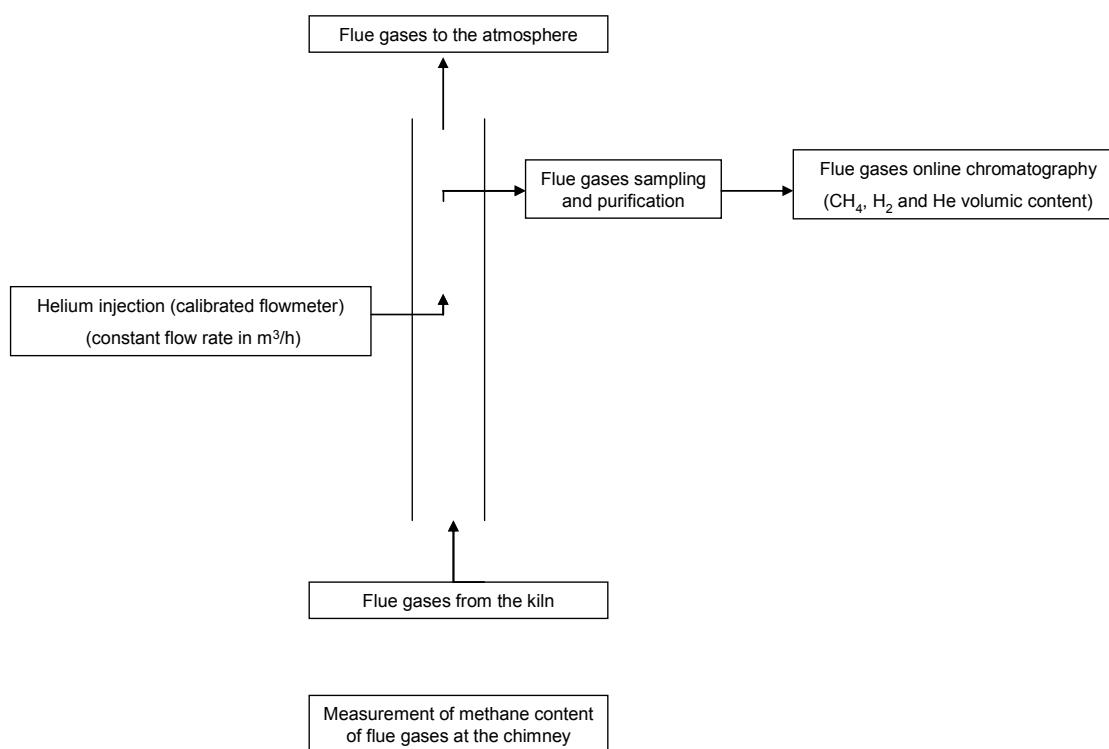 Flue gases to the atmosphere
Flue gases sampling
and purification
Flue gases online chromatography
(CH₄, H₂ and He volumic content)
Helium injection (calibrated flowmeter)
(constant flow rate in m³/h)
Flue gases from the kiln
Measurement of methane content
of flue gases at the chimney